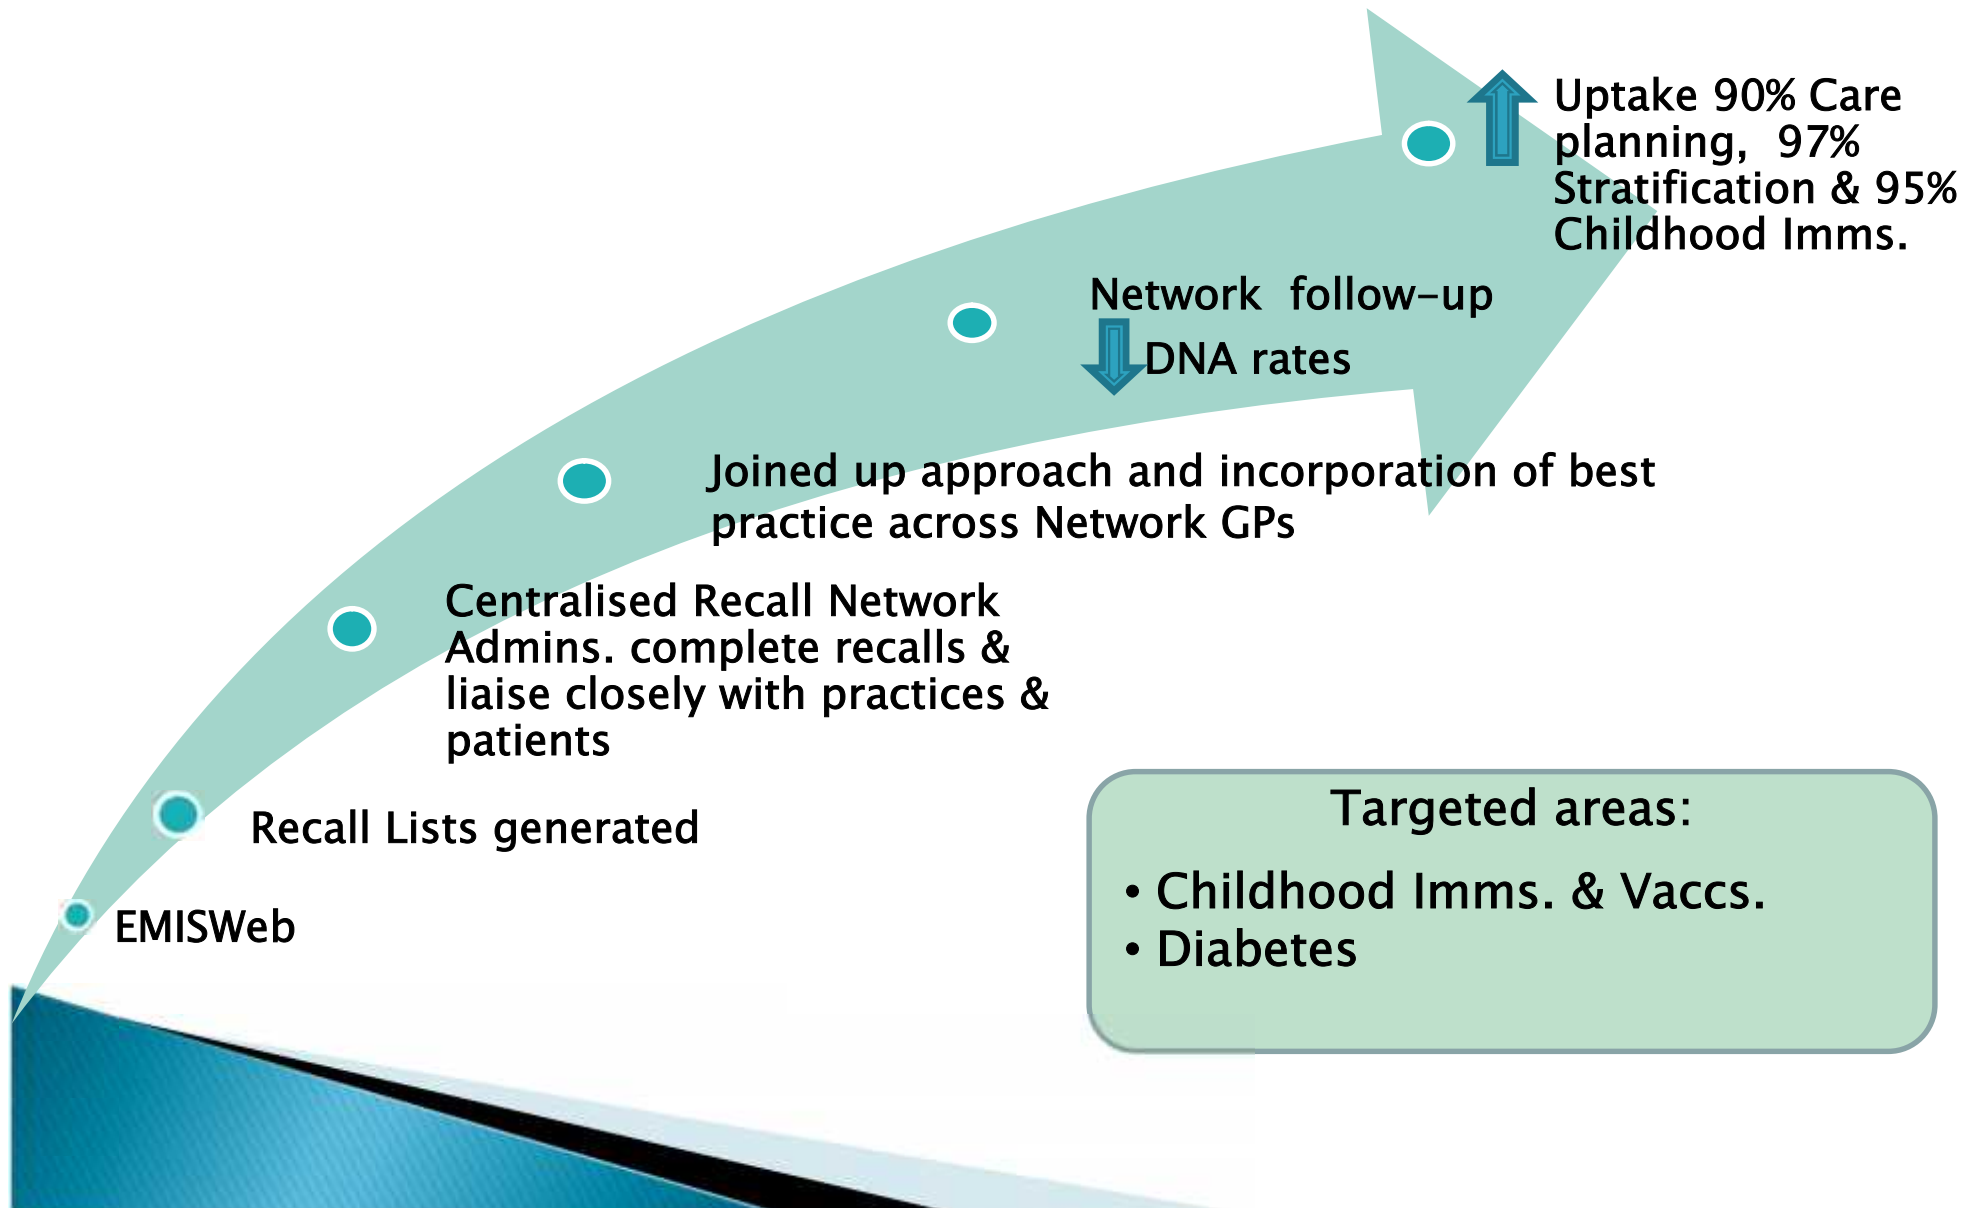 Uptake 90% Care
planning,  97%
Stratification & 95%
Childhood Imms.
Network  follow-up
DNA rates
Joined up approach and incorporation of best
practice across Network GPs
Centralised Recall Network
Admins. complete recalls &
liaise closely with practices &
patients
Recall Lists generated
EMISWeb
Targeted areas:
• Childhood Imms. & Vaccs.
• Diabetes